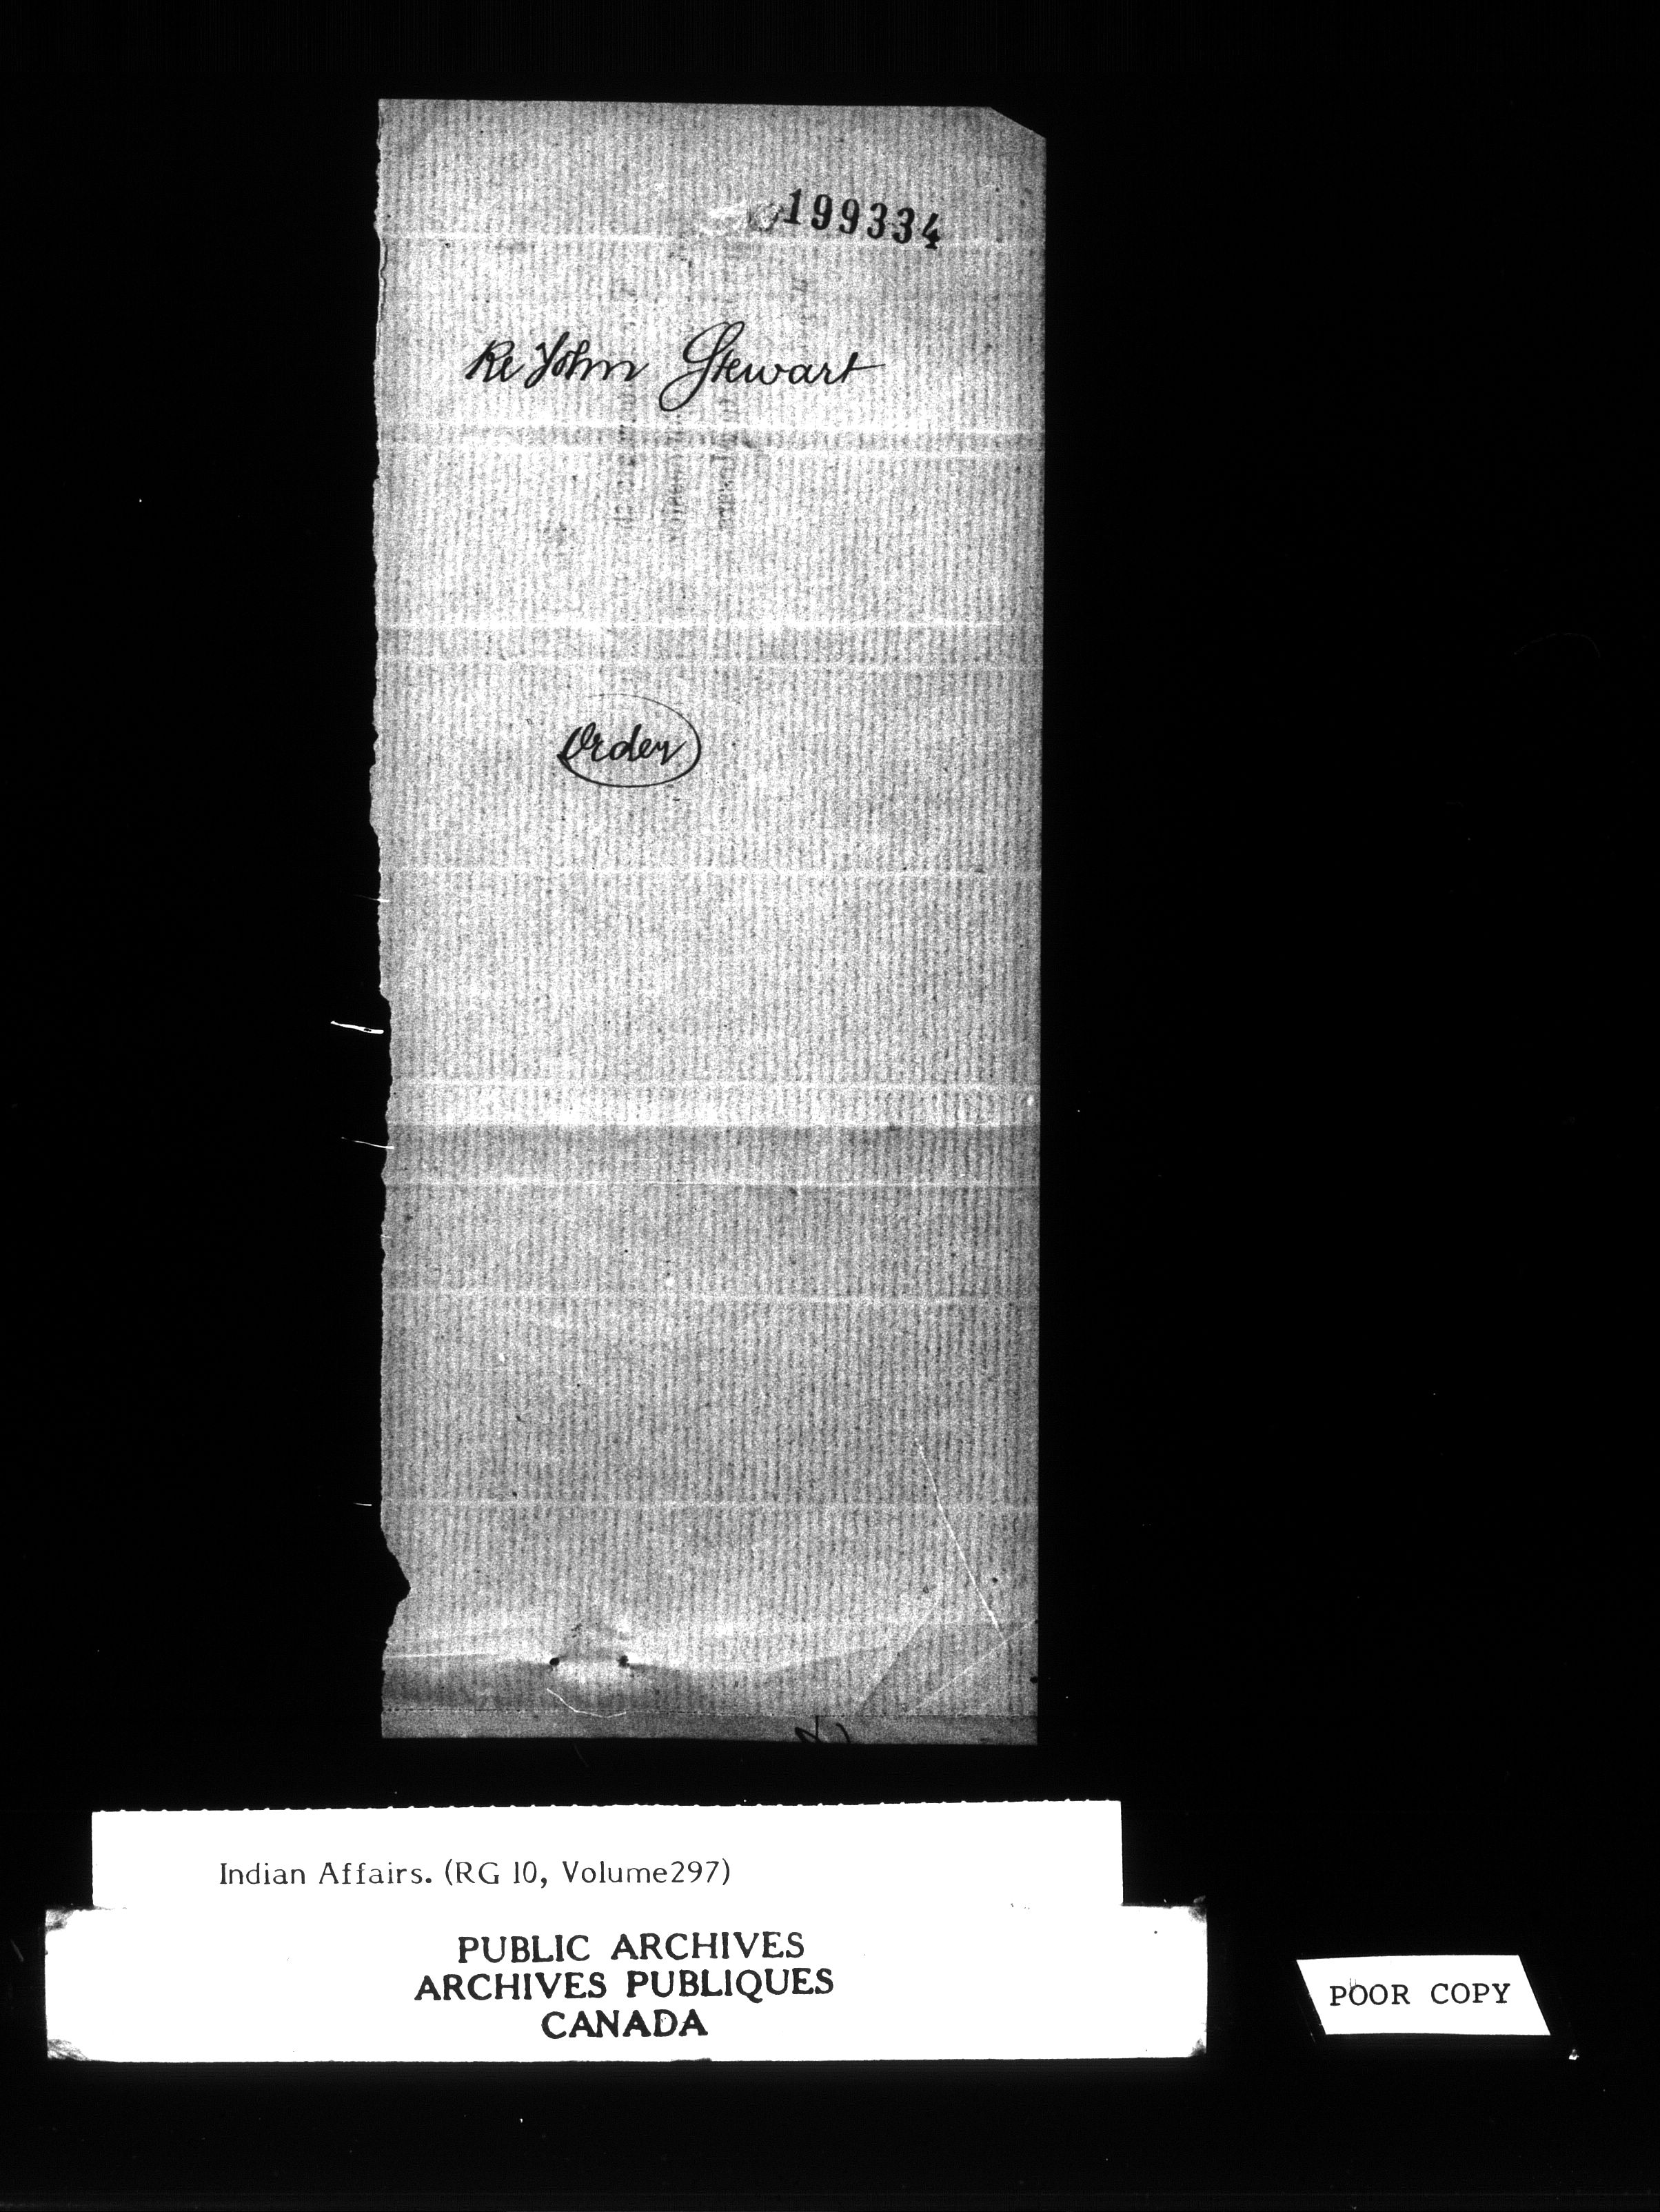 199334
Re John Stewart
Order
Indian Affairs. (RG 10, Volume297)
PUBLIC ARCHIVES
ARCHIVES PUBLIQUES
CANADA
POOR COPY